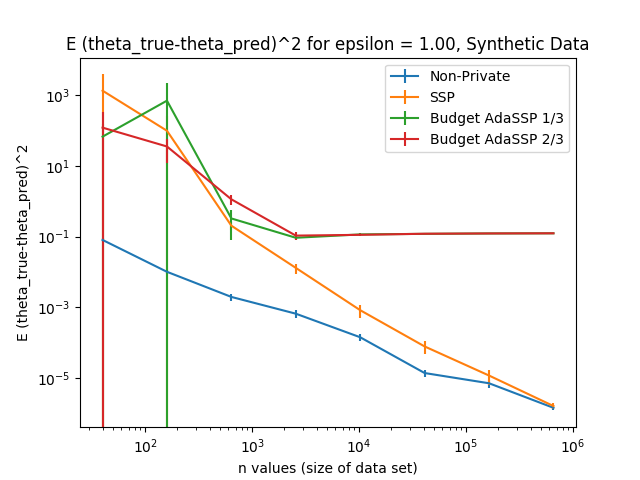 E (theta_true-theta_pred)^2 for epsilon = 1.00, Synthetic Data
Non-Private
SSP
Budget AdaSSP 1/3
Budget AdaSSP 2/3
E (theta_true-theta_pred)^2
10^3
10^1
10^−1
10^−3
10^−5
10^2
10^3
10^4
10^5
10^6
n values (size of data set)